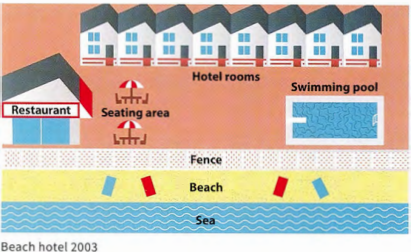 Hotel rooms
Swimming pool
Restaurant
Seating area
Fence
Beach
Sea
Beach hotel 2003